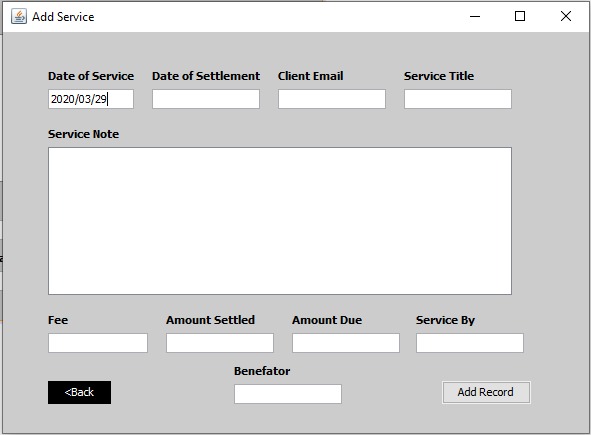 Add Service
Date of Service Date of Settlement Client Email Service Title
2020/03/29
Service Note
Fee Amount Settled Amount Due Service By
Benefator
<Back Add Record